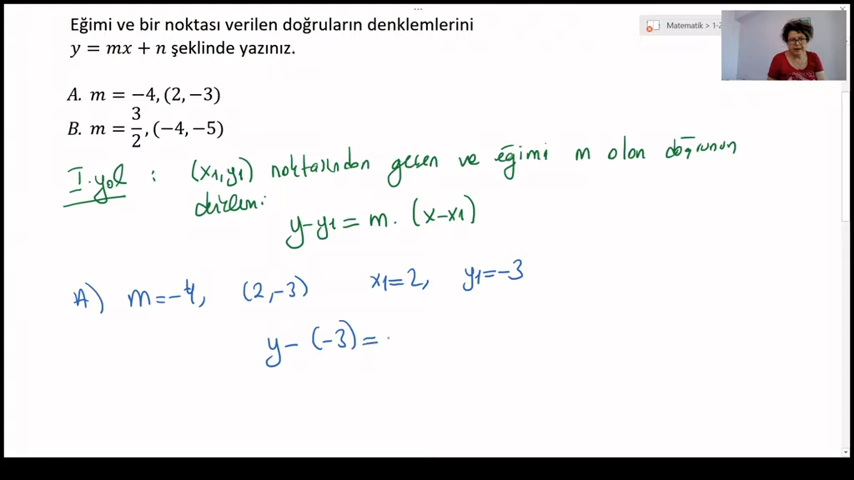 Eğimi ve bir noktası verilen doğruların denklemlerini
y = mx + n şeklinde yazınız.
Matematik > 1-2
A. m = −4, (2, −3)
B. m = 3/2, (−4, −5)
I. yol : (x1, y1) noktasından geçen ve eğimi m olan doğrunun
denklemi:
y−y1 = m. (x−x1)
A) m=−4, (2,−3) x1=2, y1=−3
y− (−3) =